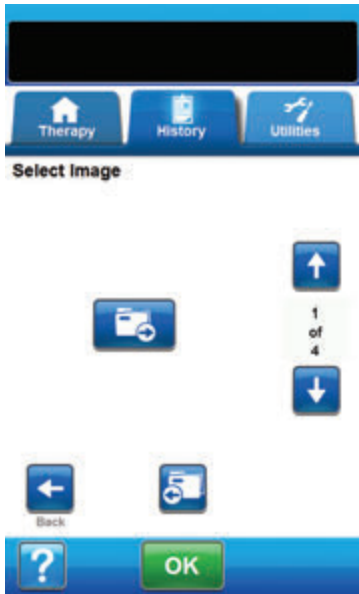 Therapy
History
Utilities
Select Image
1
of
4
Back
?
OK